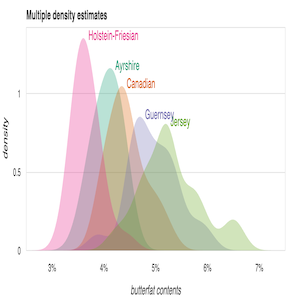 Multiple density estimates
Holstein-Friesian
Ayrshire
Canadian
Guernsey
Jersey
density
1
0.5
0
3% 4% 5% 6% 7%
butterfat contents